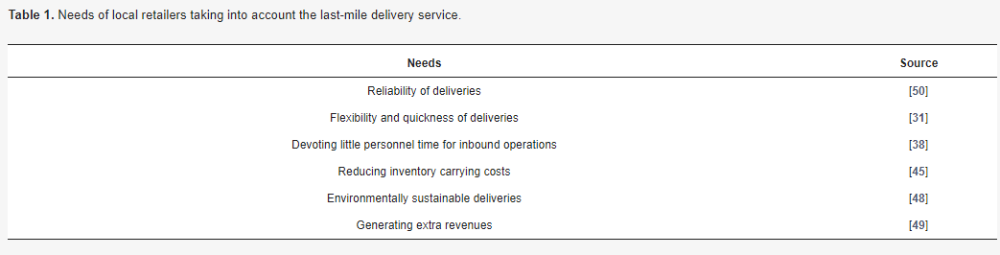 Table 1. Needs of local retailers taking into account the last-mile delivery service.
Needs Source
Reliability of deliveries [50]
Flexibility and quickness of deliveries [31]
Devoting little personnel time for inbound operations [38]
Reducing inventory carrying costs [45]
Environmentally sustainable deliveries [48]
Generating extra revenues [49]